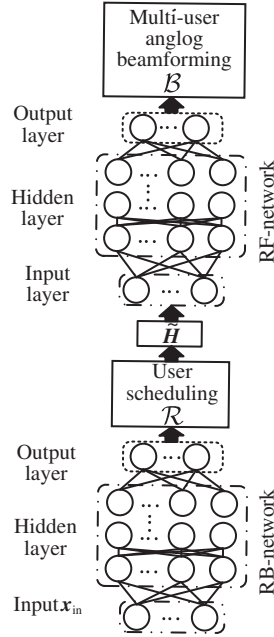 Multi-user
anglog
beamforming
ℬ
Output
layer
...
...
Hidden
layer
...
...
RF-network
Input
layer
...
H̃
User
scheduling
ℛ
Output
layer
...
...
Hidden
layer
...
...
RB-network
Input x_in
...